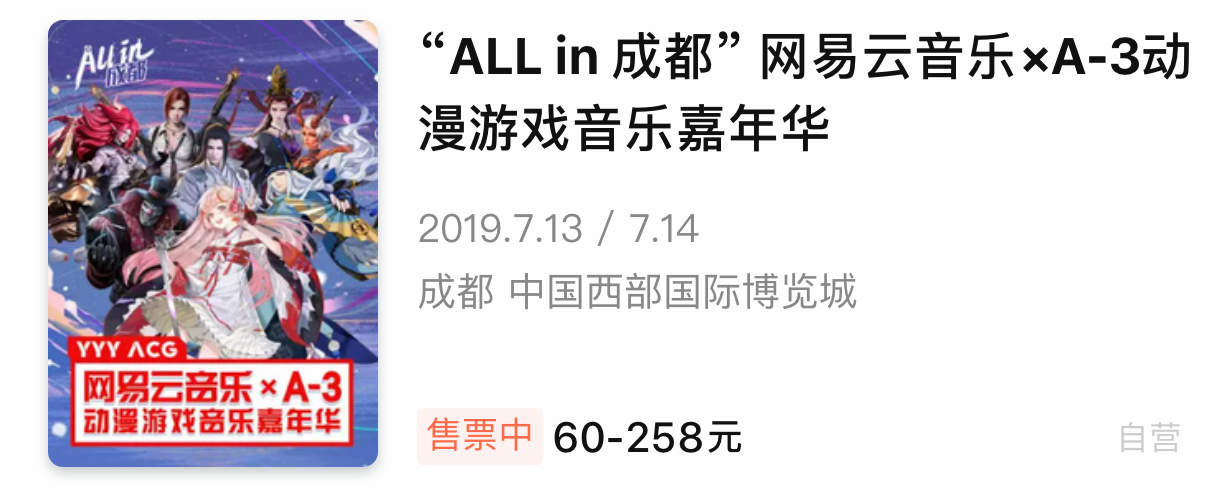 ALL in
成都
YYY ACG
网易云音乐×A-3
动漫游戏音乐嘉年华
“ALL in 成都” 网易云音乐×A-3动
漫游戏音乐嘉年华
2019.7.13 / 7.14
成都 中国西部国际博览城
售票中 60-258元
自营